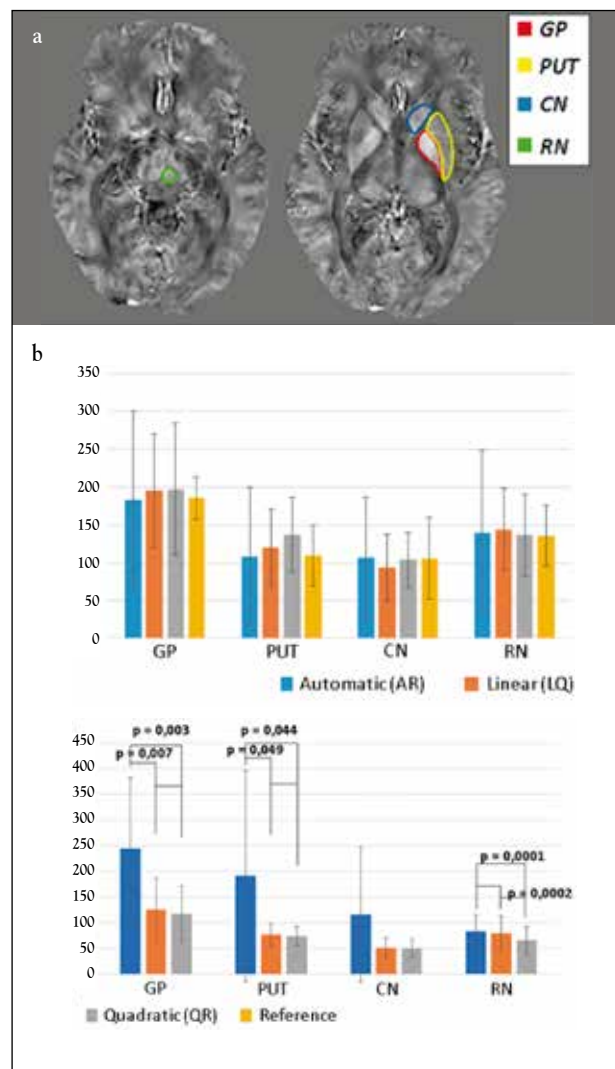 a
GP
PUT
CN
RN
b
350
300
250
200
150
100
50
0
GP PUT CN RN
Automatic (AR) Linear (LQ)
p = 0,003 p = 0,044
p = 0,007 p = 0,049
450
400
350
300
250
200
150
100
50
0
p = 0,0001
p = 0,0002
GP PUT CN RN
Quadratic (QR) Reference